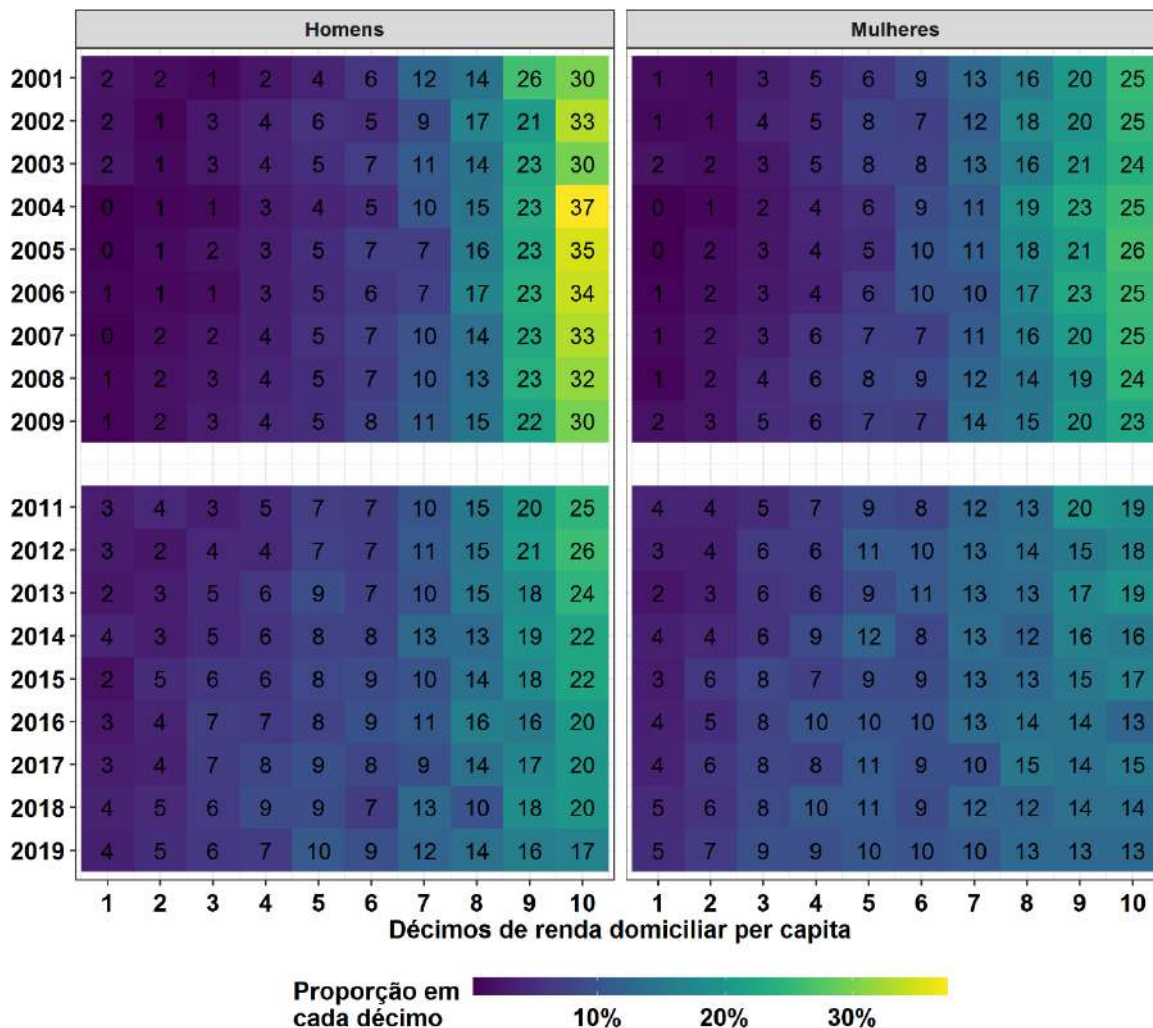 Homens Mulheres
2001 2 2 1 2 4 6 12 14 26 30 1 1 3 5 6 9 13 16 20 25
2002 2 1 3 4 6 5 9 17 21 33 1 1 4 5 8 7 12 18 20 25
2003 2 1 3 4 5 7 11 14 23 30 2 2 3 5 8 8 13 16 21 24
2004 0 1 1 3 4 5 10 15 23 37 0 1 2 4 6 9 11 19 23 25
2005 0 1 2 3 5 7 7 16 23 35 0 2 3 4 5 10 11 18 21 26
2006 1 1 1 3 5 6 7 17 23 34 1 2 3 4 6 10 10 17 23 25
2007 0 2 2 4 5 7 10 14 23 33 1 2 3 6 7 7 11 16 20 25
2008 1 2 3 4 5 7 10 13 23 32 1 2 4 6 8 9 12 14 19 24
2009 1 2 3 4 5 8 11 15 22 30 2 3 5 6 7 7 14 15 20 23
2011 3 4 3 5 7 7 10 15 20 25 4 4 5 7 9 8 12 13 20 19
2012 3 2 4 4 7 7 11 15 21 26 3 4 6 6 11 10 13 14 15 18
2013 2 3 5 6 9 7 10 15 18 24 2 3 6 6 9 11 13 13 17 19
2014 4 3 5 6 8 8 13 13 19 22 4 4 6 9 12 8 13 12 16 16
2015 2 5 6 6 8 9 10 14 18 22 3 6 8 7 9 9 13 13 15 17
2016 3 4 7 7 8 9 11 16 16 20 4 5 8 10 10 10 13 14 14 13
2017 3 4 7 8 9 8 9 14 17 20 4 6 8 8 11 9 10 15 14 15
2018 4 5 6 9 9 7 13 10 18 20 5 6 8 10 11 9 12 12 14 14
2019 4 5 6 7 10 9 12 14 16 17 5 7 9 9 10 10 10 13 13 13
1 2 3 4 5 6 7 8 9 10 1 2 3 4 5 6 7 8 9 10
Décimos de renda domiciliar per capita
Proporção em
cada décimo 10% 20% 30%